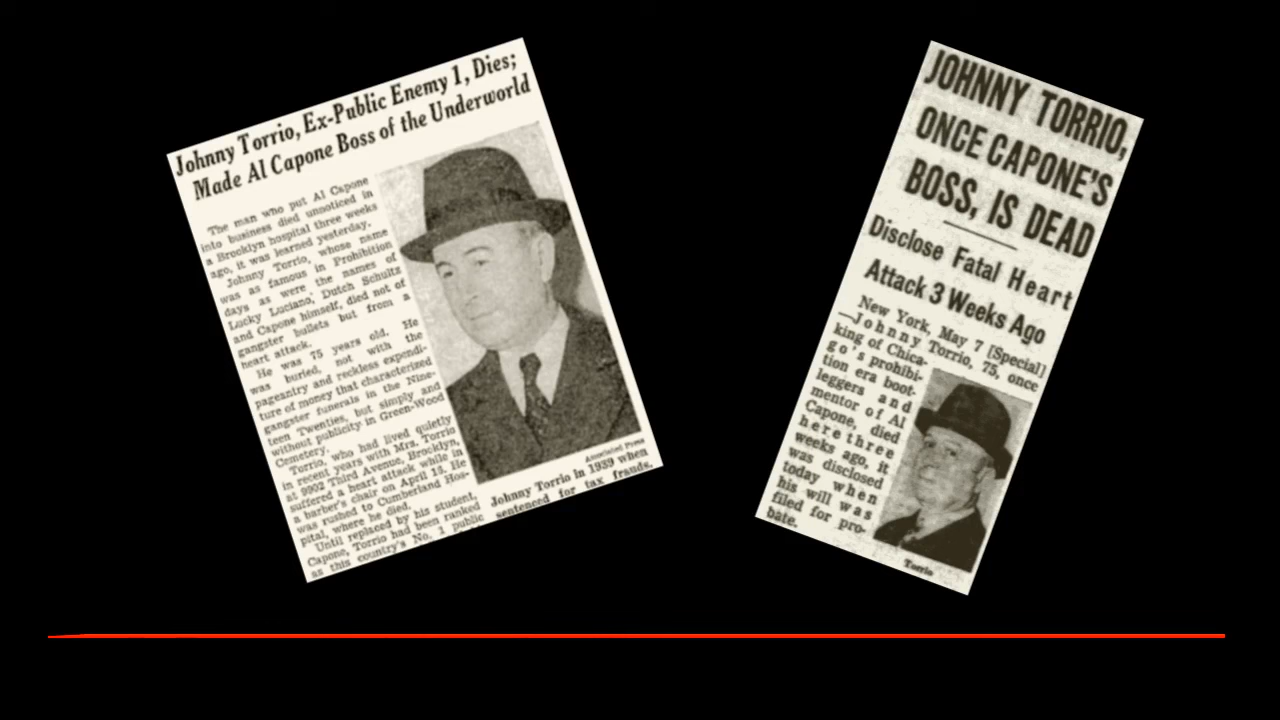 Johnny Torrio, Ex-Public Enemy 1, Dies;
Made Al Capone Boss of the Underworld
The man who put Al Capone
into business died unnoticed in
a Brooklyn hospital three weeks
ago, it was learned yesterday.
Johnny Torrio, whose name
was as famous in Prohibition
days as were the names of
Lucky Luciano, Dutch Schultz
and Capone himself, died not of
gangster bullets but from a
heart attack.
He was 75 years old. He
was buried, not with the
pageantry and reckless expendi-
ture of money that characterized
gangster funerals in the Nine-
teen Twenties, but simply and
without publicity in Green-Wood
Cemetery.
Torrio, who had lived quietly
in recent years with Mrs. Torrio
at 9902 Third Avenue, Brooklyn,
suffered a heart attack while in
a barber's chair on April 15. He
was rushed to Cumberland Hos-
pital, where he died.
Until replaced by his student,
Capone, Torrio had been ranked
as this country's No. 1 public
Associated Press
Johnny Torrio in 1939 when
sentenced for tax frauds.
JOHNNY TORRIO,
ONCE CAPONE'S
BOSS, IS DEAD
Disclose Fatal Heart
Attack 3 Weeks Ago
New York, May 7 [Special]
—Johnny Torrio, 75, once
king of Chica-
go's prohibi-
tion era boot-
leggers and
mentor of Al
Capone, died
here three
weeks ago, it
was disclosed
today when
his will was
filed for pro-
bate.
Torrio